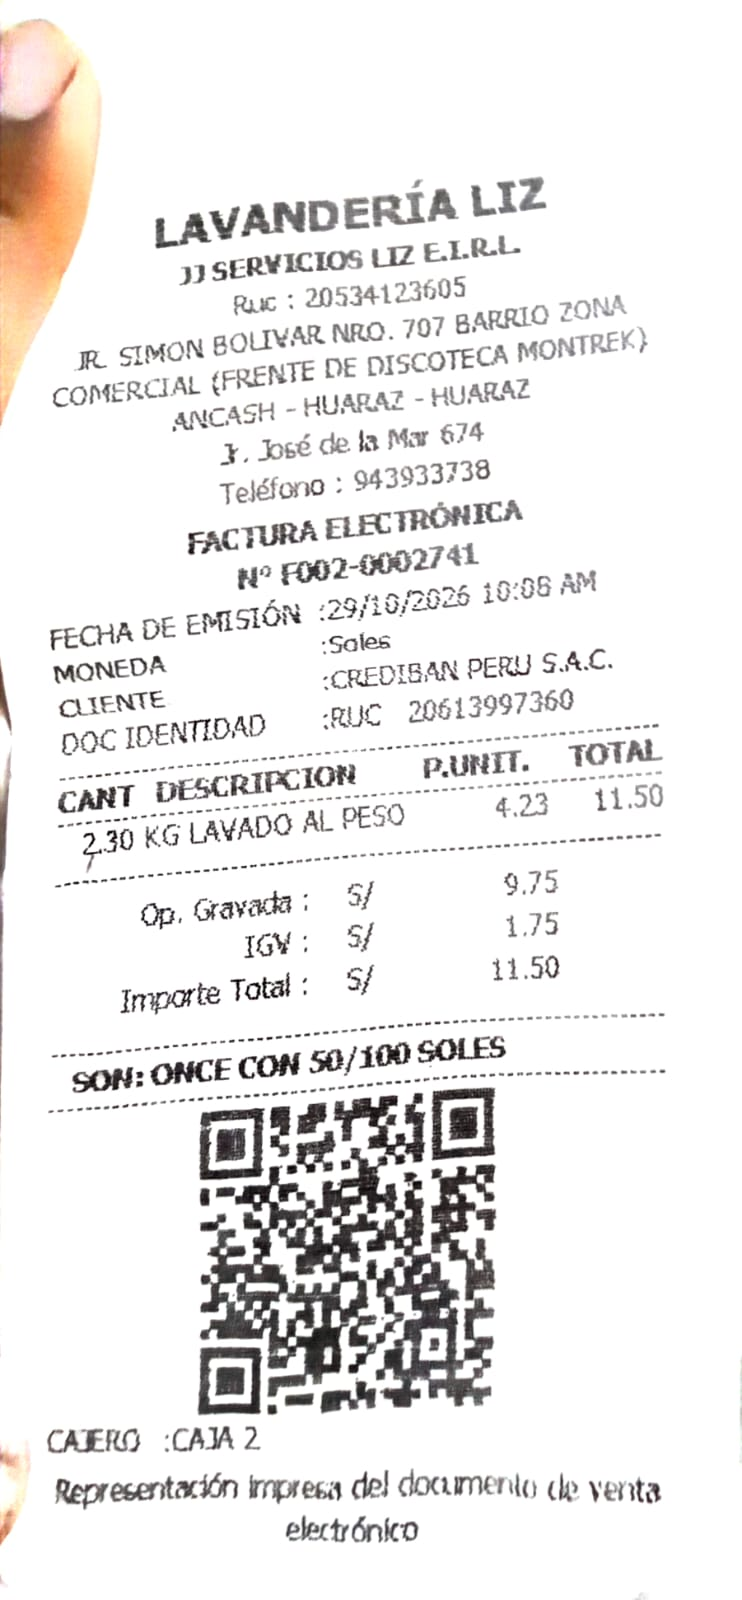 LAVANDERÍA LIZ
JJ SERVICIOS LIZ E.I.R.L.
Ruc : 20534123605
JR. SIMON BOLIVAR NRO. 707 BARRIO ZONA
COMERCIAL {FRENTE DE DISCOTECA MONTREK}
ANCASH - HUARAZ - HUARAZ
Jr. José de la Mar 674
Teléfono : 943933738
FACTURA ELECTRÓNICA
Nº F002-0002741
FECHA DE EMISIÓN :29/10/2026 10:08 AM
MONEDA :Soles
CLIENTE :CREDIBAN PERU S.A.C.
DOC IDENTIDAD :RUC 20613997360
CANT DESCRIPCION P.UNIT. TOTAL
2.30 KG LAVADO AL PESO 4.23 11.50
Op. Gravada : S/ 9.75
IGV : S/ 1.75
Importe Total : S/ 11.50
SON: ONCE CON 50/100 SOLES
CAJERO :CAJA 2
Representación impresa del documento de venta
electrónico